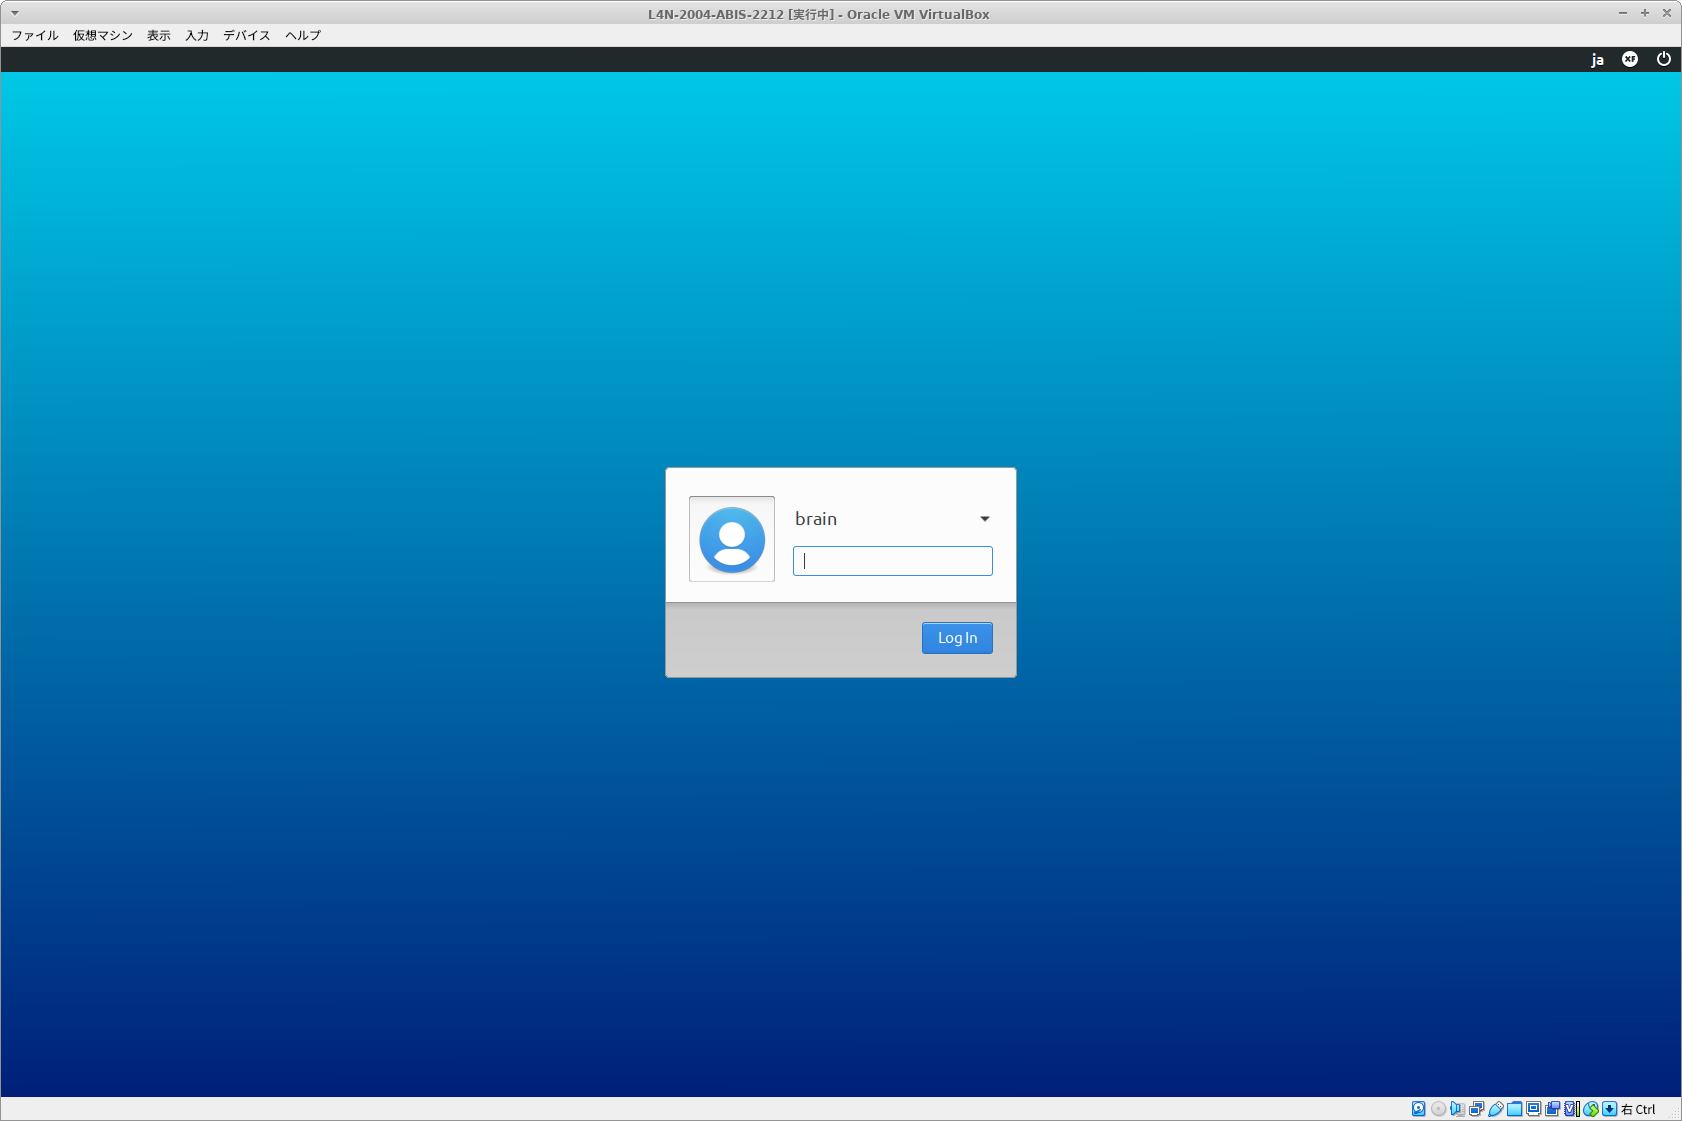 L4N-2004-ABIS-2212 [実行中] - Oracle VM VirtualBox
ファイル 仮想マシン 表示 入力 デバイス ヘルプ
ja
XF
brain
Log In
V
右 Ctrl